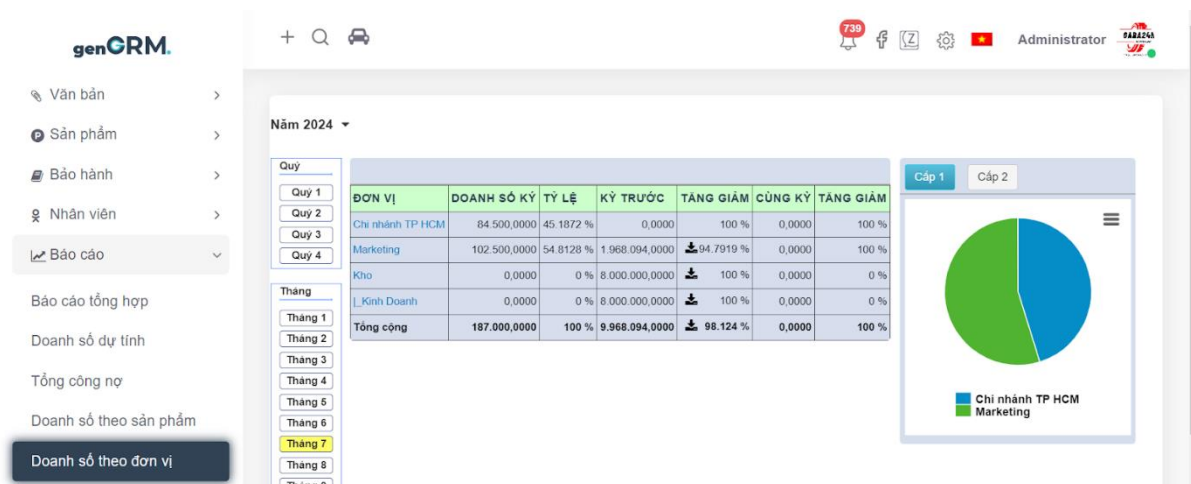 genCRM.
739
Administrator
GARA24H
Văn bản
Sản phẩm
Bảo hành
Nhân viên
Báo cáo
Báo cáo tổng hợp
Doanh số dự tính
Tổng công nợ
Doanh số theo sản phẩm
Doanh số theo đơn vị
Năm 2024
Quý
Quý 1
Quý 2
Quý 3
Quý 4
Tháng
Tháng 1
Tháng 2
Tháng 3
Tháng 4
Tháng 5
Tháng 6
Tháng 7
Tháng 8
ĐƠN VỊ DOANH SỐ KỲ TỶ LỆ KỲ TRƯỚC TĂNG GIẢM CÙNG KỲ TĂNG GIẢM
Chi nhánh TP HCM 84.500,0000 45.1872 % 0,0000 100 % 0,0000 100 %
Marketing 102.500,0000 54.8128 % 1.968.094,0000 94.7919 % 0,0000 100 %
Kho 0,0000 0 % 8.000.000,0000 100 % 0,0000 0 %
|_Kinh Doanh 0,0000 0 % 8.000.000,0000 100 % 0,0000 0 %
Tổng cộng 187.000,0000 100 % 9.968.094,0000 98.124 % 0,0000 100 %
Cấp 1 Cấp 2
Chi nhánh TP HCM
Marketing